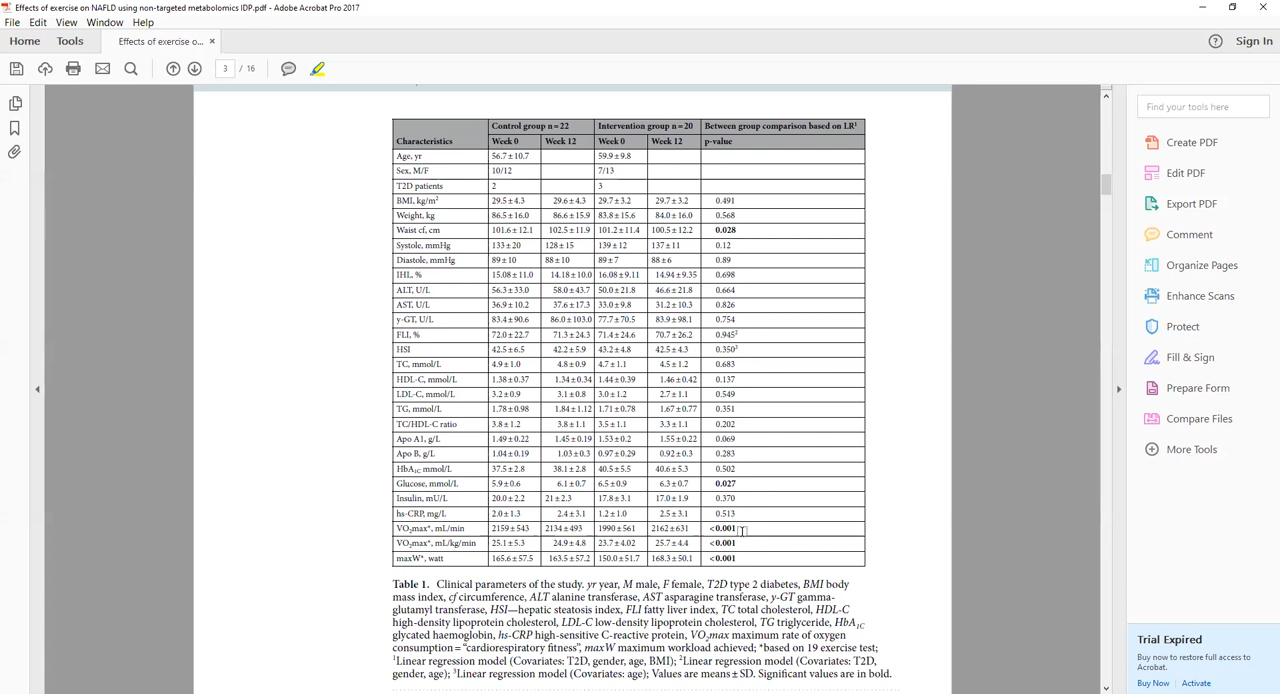 Effects of exercise on NAFLD using non-targeted metabolomics IDP.pdf - Adobe Acrobat Pro 2017
File Edit View Window Help
Home Tools Effects of exercise o... × Sign In
3 / 16
Characteristics Control group n = 22 Intervention group n = 20 Between group comparison based on LR¹
Week 0 Week 12 Week 0 Week 12 p-value
Age, yr 56.7 ± 10.7 59.9 ± 9.8
Sex, M/F 10/12 7/13
T2D patients 2 3
BMI, kg/m² 29.5 ± 4.3 29.6 ± 4.3 29.7 ± 3.2 29.7 ± 3.2 0.491
Weight, kg 86.5 ± 16.0 86.6 ± 15.9 83.8 ± 15.6 84.0 ± 16.0 0.568
Waist cf, cm 101.6 ± 12.1 102.5 ± 11.9 101.2 ± 11.4 100.5 ± 12.2 0.028
Systole, mmHg 133 ± 20 128 ± 15 139 ± 12 137 ± 11 0.12
Diastole, mmHg 89 ± 10 88 ± 10 89 ± 7 88 ± 6 0.89
IHL, % 15.08 ± 11.0 14.18 ± 10.0 16.08 ± 9.11 14.94 ± 9.35 0.698
ALT, U/L 56.3 ± 33.0 58.0 ± 43.7 50.0 ± 21.8 46.6 ± 21.8 0.664
AST, U/L 36.9 ± 10.2 37.6 ± 17.3 33.0 ± 9.8 31.2 ± 10.3 0.826
y-GT, U/L 83.4 ± 90.6 86.0 ± 103.0 77.7 ± 70.5 83.9 ± 98.1 0.754
FLI, % 72.0 ± 22.7 71.3 ± 24.3 71.4 ± 24.6 70.7 ± 26.2 0.945²
HSI 42.5 ± 6.5 42.2 ± 5.9 43.2 ± 4.8 42.5 ± 4.3 0.350³
TC, mmol/L 4.9 ± 1.0 4.8 ± 0.9 4.7 ± 1.1 4.5 ± 1.2 0.683
HDL-C, mmol/L 1.38 ± 0.37 1.34 ± 0.34 1.44 ± 0.39 1.46 ± 0.42 0.137
LDL-C, mmol/L 3.2 ± 0.9 3.1 ± 0.8 3.0 ± 1.2 2.7 ± 1.1 0.549
TG, mmol/L 1.78 ± 0.98 1.84 ± 1.12 1.71 ± 0.78 1.67 ± 0.77 0.351
TC/HDL-C ratio 3.8 ± 1.2 3.8 ± 1.1 3.5 ± 1.1 3.3 ± 1.1 0.202
Apo A1, g/L 1.49 ± 0.22 1.45 ± 0.19 1.53 ± 0.2 1.55 ± 0.22 0.069
Apo B, g/L 1.04 ± 0.19 1.03 ± 0.3 0.97 ± 0.29 0.92 ± 0.3 0.283
HbA1C mmol/L 37.5 ± 2.8 38.1 ± 2.8 40.5 ± 5.5 40.6 ± 5.3 0.502
Glucose, mmol/L 5.9 ± 0.6 6.1 ± 0.7 6.5 ± 0.9 6.3 ± 0.7 0.027
Insulin, mU/L 20.0 ± 2.2 21 ± 2.3 17.8 ± 3.1 17.0 ± 1.9 0.370
hs-CRP, mg/L 2.0 ± 1.3 2.4 ± 3.1 1.2 ± 1.0 2.5 ± 3.1 0.513
VO₂max*, mL/min 2159 ± 543 2134 ± 493 1990 ± 561 2162 ± 631 < 0.001
VO₂max*, mL/kg/min 25.1 ± 5.3 24.9 ± 4.8 23.7 ± 4.02 25.7 ± 4.4 < 0.001
maxW*, watt 165.6 ± 57.5 163.5 ± 57.2 150.0 ± 51.7 168.3 ± 50.1 < 0.001
Table 1. Clinical parameters of the study. yr year, M male, F female, T2D type 2 diabetes, BMI body
mass index, cf circumference, ALT alanine transferase, AST asparagine transferase, y-GT gamma-
glutamyl transferase, HSI—hepatic steatosis index, FLI fatty liver index, TC total cholesterol, HDL-C
high-density lipoprotein cholesterol, LDL-C low-density lipoprotein cholesterol, TG triglyceride, HbA1C
glycated haemoglobin, hs-CRP high-sensitive C-reactive protein, VO₂max maximum rate of oxygen
consumption = "cardiorespiratory fitness", maxW maximum workload achieved; *based on 19 exercise test;
¹Linear regression model (Covariates: T2D, gender, age, BMI); ²Linear regression model (Covariates: T2D,
gender, age); ³Linear regression model (Covariates: age); Values are means ± SD. Significant values are in bold.
Find your tools here
Create PDF
Edit PDF
Export PDF
Comment
Organize Pages
Enhance Scans
Protect
Fill & Sign
Prepare Form
Compare Files
More Tools
Trial Expired
Buy now to restore full access to
Acrobat.
Buy Now Activate